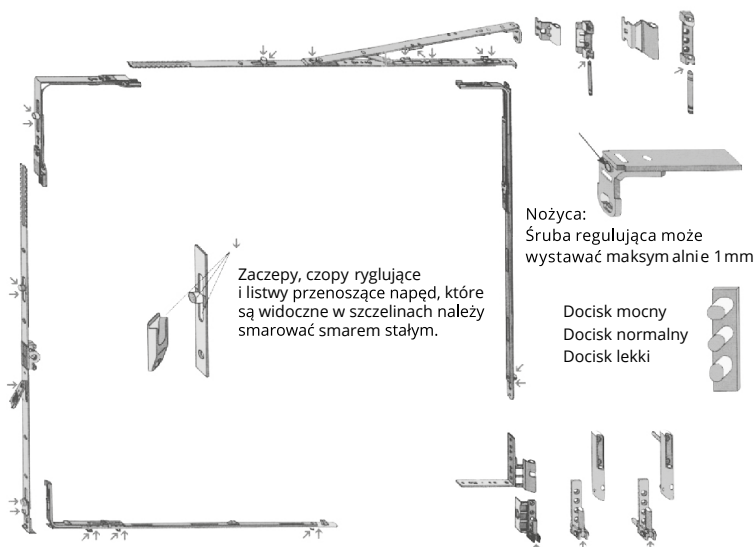 Nożyca:
Śruba regulująca może
wystawać maksymalnie 1mm
Zaczepy, czopy ryglujące
i listwy przenoszące napęd, które
są widoczne w szczelinach należy
smarować smarem stałym.
Docisk mocny
Docisk normalny
Docisk lekki